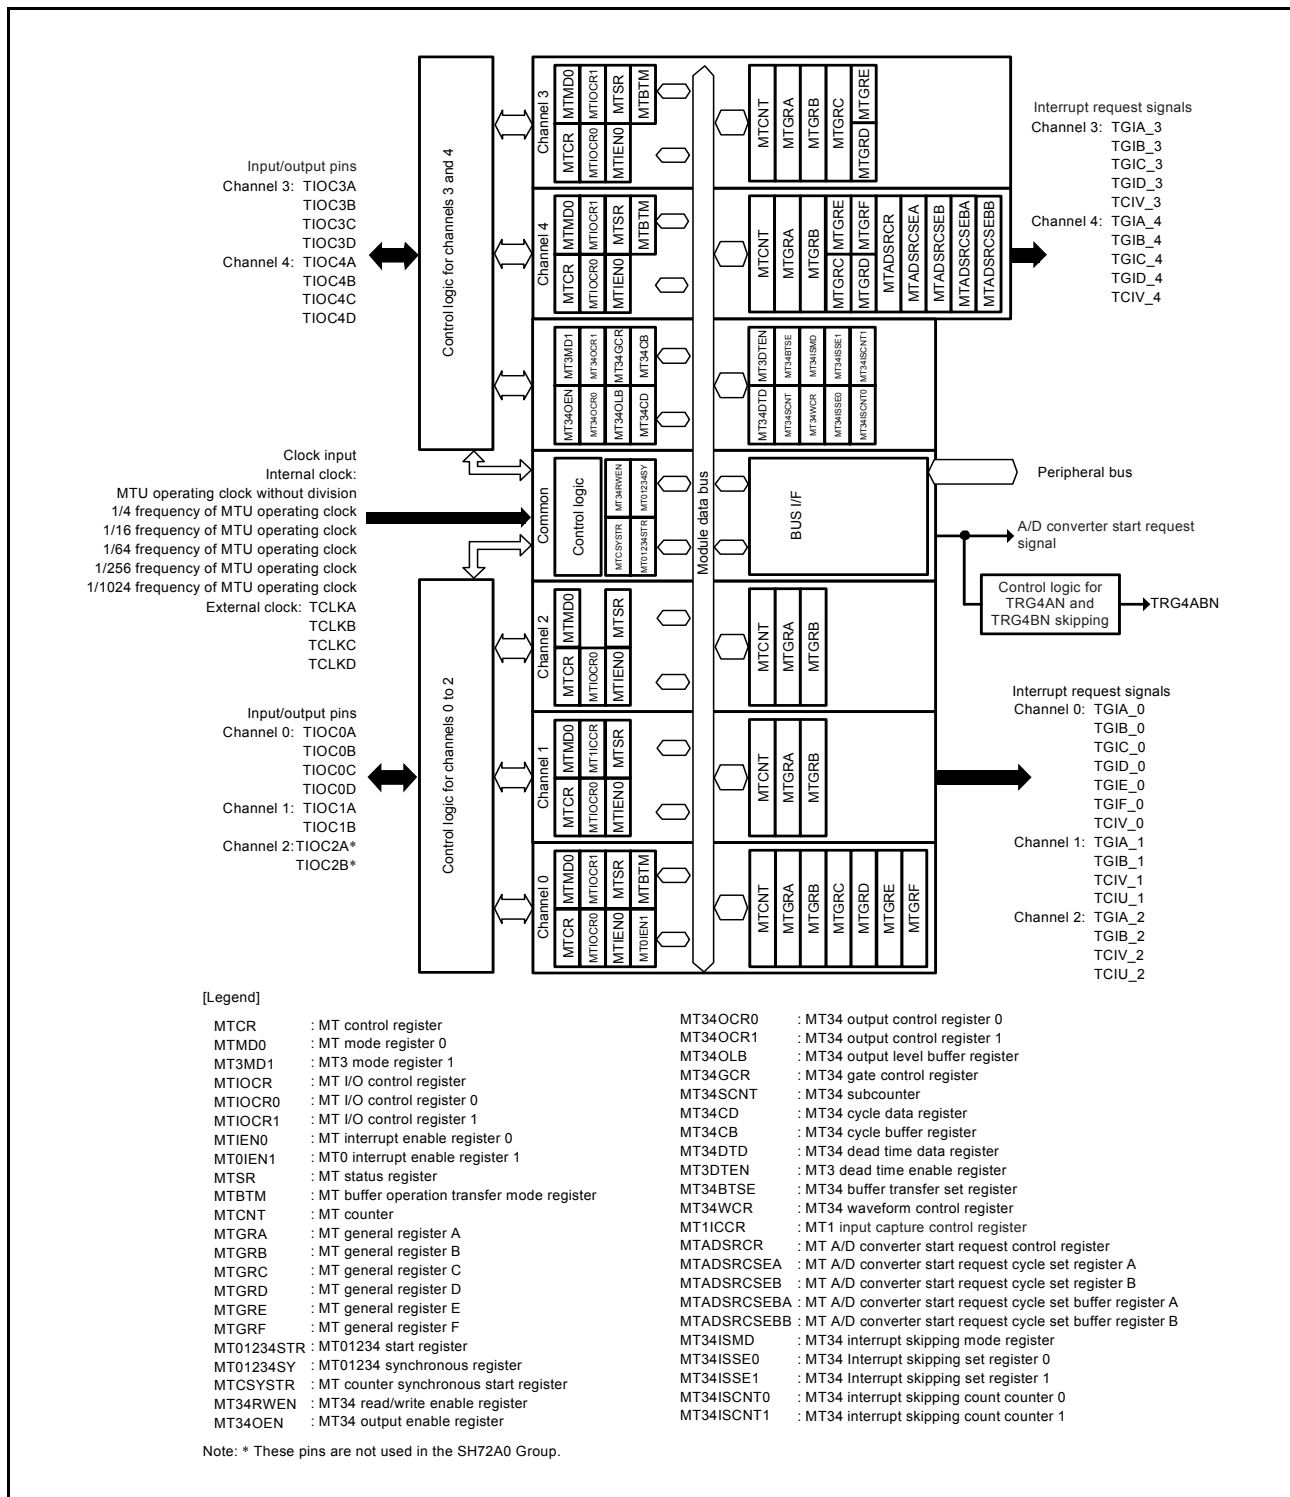 Input/output pins
Channel 3: TIOC3A
TIOC3B
TIOC3C
TIOC3D
Channel 4: TIOC4A
TIOC4B
TIOC4C
TIOC4D
Clock input
Internal clock:
MTU operating clock without division
1/4 frequency of MTU operating clock
1/16 frequency of MTU operating clock
1/64 frequency of MTU operating clock
1/256 frequency of MTU operating clock
1/1024 frequency of MTU operating clock
External clock: TCLKA
TCLKB
TCLKC
TCLKD
Input/output pins
Channel 0: TIOC0A
TIOC0B
TIOC0C
TIOC0D
Channel 1: TIOC1A
TIOC1B
Channel 2:TIOC2A*
TIOC2B*
Control logic for channels 3 and 4
Control logic for channels 0 to 2
Channel 3
MTCR
MTMD0
MTIOCR0
MTIOCR1
MTIEN0
MTSR
MTBTM
MTCNT
MTGRA
MTGRB
MTGRC
MTGRD
MTGRE
Channel 4
MTCR
MTMD0
MTIOCR0
MTIOCR1
MTIEN0
MTSR
MTBTM
MTCNT
MTGRA
MTGRB
MTGRC
MTGRE
MTGRD
MTGRF
MTADSRCR
MTADSRCSEA
MTADSRCSEB
MTADSRCSEBA
MTADSRCSEBB
MT34OEN
MT3MD1
MT34OCR0
MT34OCR1
MT34OLB
MT34GCR
MT34CD
MT34CB
MT34DTD
MT3DTEN
MT34SCNT
MT34BTSE
MT34WCR
MT34ISMD
MT34ISSE0
MT34ISSE1
MT34ISCNT0
MT34ISCNT1
Common
Control logic
MTCSYSTR
MT34RWEN
MT01234STR
MT01234SY
Module data bus
BUS I/F
Channel 2
MTCR
MTMD0
MTIOCR0
MTIEN0
MTSR
MTCNT
MTGRA
MTGRB
Channel 1
MTCR
MTMD0
MTIOCR0
MT1ICCR
MTIEN0
MTSR
MTCNT
MTGRA
MTGRB
Channel 0
MTCR
MTMD0
MTIOCR0
MTIOCR1
MTIEN0
MTSR
MT0IEN1
MTBTM
MTCNT
MTGRA
MTGRB
MTGRC
MTGRD
MTGRE
MTGRF
Interrupt request signals
Channel 3: TGIA_3
TGIB_3
TGIC_3
TGID_3
TCIV_3
Channel 4: TGIA_4
TGIB_4
TGIC_4
TGID_4
TCIV_4
Peripheral bus
A/D converter start request
signal
Control logic for
TRG4AN and
TRG4BN skipping
TRG4ABN
Interrupt request signals
Channel 0: TGIA_0
TGIB_0
TGIC_0
TGID_0
TGIE_0
TGIF_0
TCIV_0
Channel 1: TGIA_1
TGIB_1
TCIV_1
TCIU_1
Channel 2: TGIA_2
TGIB_2
TCIV_2
TCIU_2
[Legend]
MTCR : MT control register
MTMD0 : MT mode register 0
MT3MD1 : MT3 mode register 1
MTIOCR : MT I/O control register
MTIOCR0 : MT I/O control register 0
MTIOCR1 : MT I/O control register 1
MTIEN0 : MT interrupt enable register 0
MT0IEN1 : MT0 interrupt enable register 1
MTSR : MT status register
MTBTM : MT buffer operation transfer mode register
MTCNT : MT counter
MTGRA : MT general register A
MTGRB : MT general register B
MTGRC : MT general register C
MTGRD : MT general register D
MTGRE : MT general register E
MTGRF : MT general register F
MT01234STR : MT01234 start register
MT01234SY : MT01234 synchronous register
MTCSYSTR : MT counter synchronous start register
MT34RWEN : MT34 read/write enable register
MT34OEN : MT34 output enable register
MT34OCR0 : MT34 output control register 0
MT34OCR1 : MT34 output control register 1
MT34OLB : MT34 output level buffer register
MT34GCR : MT34 gate control register
MT34SCNT : MT34 subcounter
MT34CD : MT34 cycle data register
MT34CB : MT34 cycle buffer register
MT34DTD : MT34 dead time data register
MT3DTEN : MT3 dead time enable register
MT34BTSE : MT34 buffer transfer set register
MT34WCR : MT34 waveform control register
MT1ICCR : MT1 input capture control register
MTADSRCR : MT A/D converter start request control register
MTADSRCSEA : MT A/D converter start request cycle set register A
MTADSRCSEB : MT A/D converter start request cycle set register B
MTADSRCSEBA : MT A/D converter start request cycle set buffer register A
MTADSRCSEBB : MT A/D converter start request cycle set buffer register B
MT34ISMD : MT34 interrupt skipping mode register
MT34ISSE0 : MT34 Interrupt skipping set register 0
MT34ISSE1 : MT34 Interrupt skipping set register 1
MT34ISCNT0 : MT34 interrupt skipping count counter 0
MT34ISCNT1 : MT34 interrupt skipping count counter 1
Note: * These pins are not used in the SH72A0 Group.